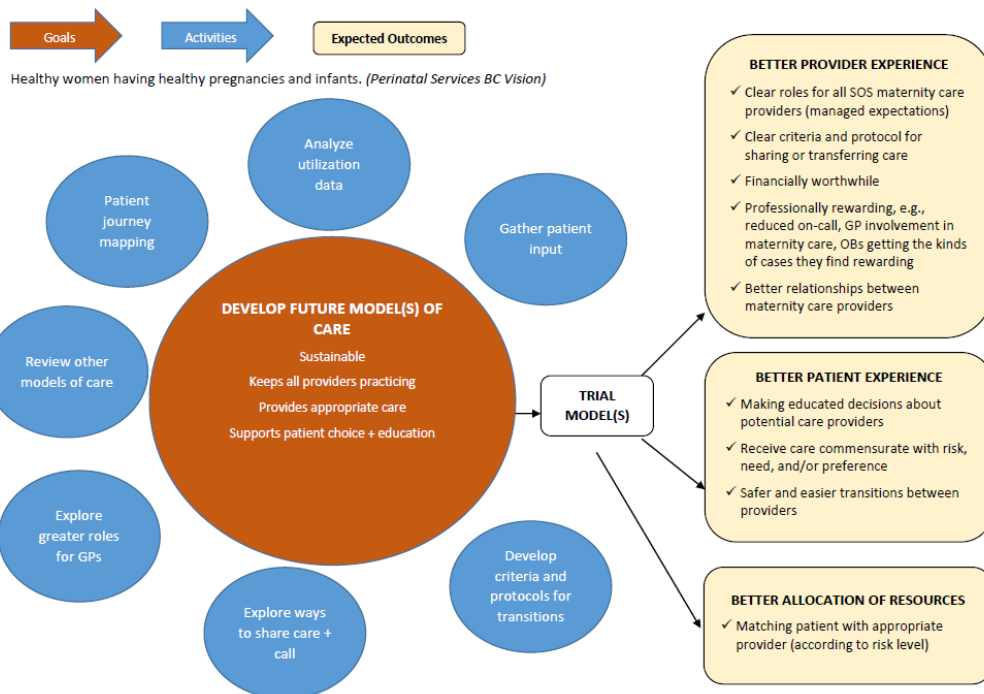 Goals
Activities
Expected Outcomes
Healthy women having healthy pregnancies and infants. (Perinatal Services BC Vision)
Analyze
utilization
data
Patient
journey
mapping
Gather patient
input
Review other
models of care
Explore
greater roles
for GPs
Explore ways
to share care +
call
Develop
criteria and
protocols for
transitions
DEVELOP FUTURE MODEL(S) OF
CARE
Sustainable
Keeps all providers practicing
Provides appropriate care
Supports patient choice + education
TRIAL
MODEL(S)
BETTER PROVIDER EXPERIENCE
✓ Clear roles for all SOS maternity care
providers (managed expectations)
✓ Clear criteria and protocol for
sharing or transferring care
✓ Financially worthwhile
✓ Professionally rewarding, e.g.,
reduced on-call, GP involvement in
maternity care, OBs getting the kinds
of cases they find rewarding
✓ Better relationships between
maternity care providers
BETTER PATIENT EXPERIENCE
✓ Making educated decisions about
potential care providers
✓ Receive care commensurate with risk,
need, and/or preference
✓ Safer and easier transitions between
providers
BETTER ALLOCATION OF RESOURCES
✓ Matching patient with appropriate
provider (according to risk level)